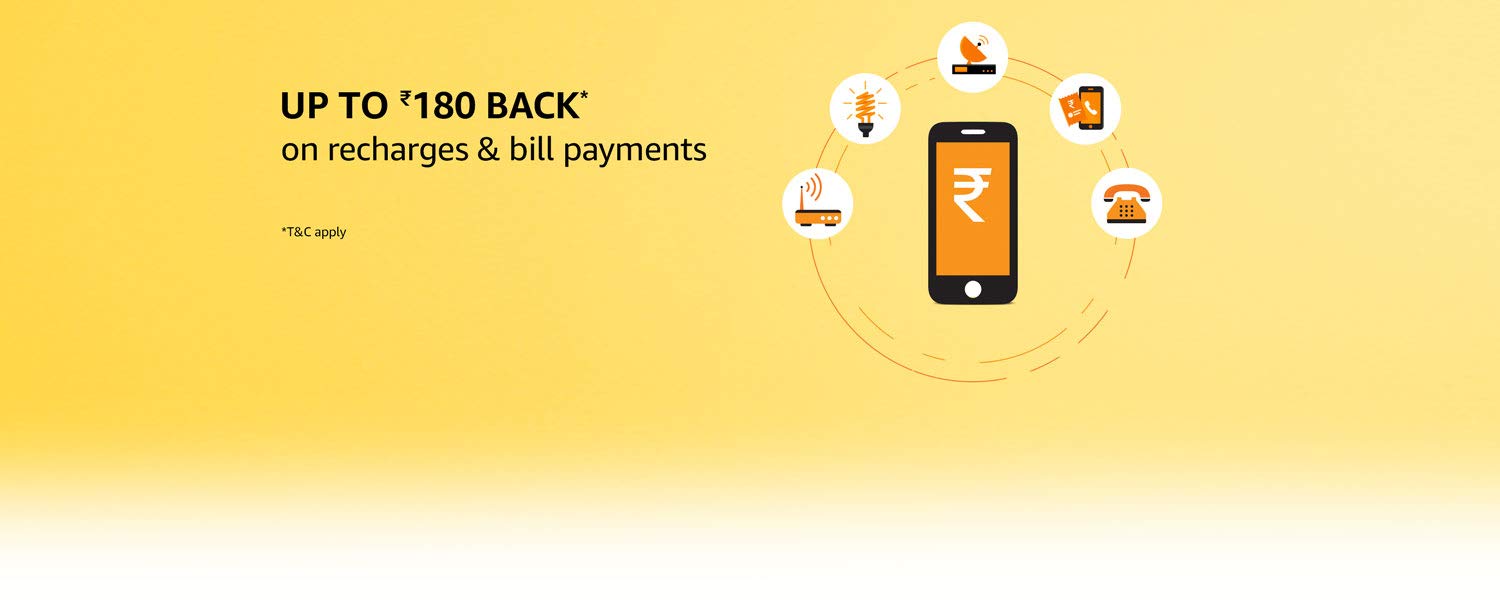 UP TO ₹180 BACK*
on recharges & bill payments
*T&C apply
₹
₹